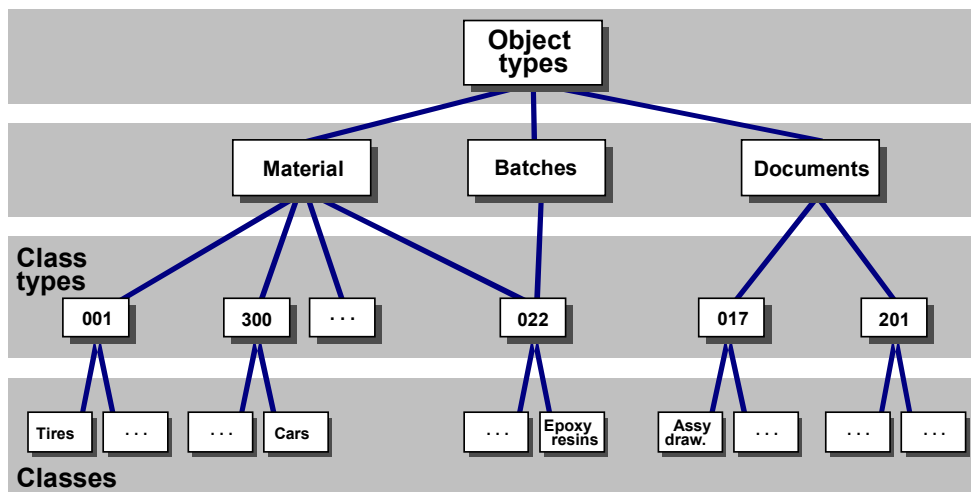 Object
types
Material
Batches
Documents
Class
types
001
300
. . .
022
017
201
Tires
. . .
. . .
Cars
. . .
Epoxy
resins
Assy
draw.
. . .
. . .
. . .
Classes